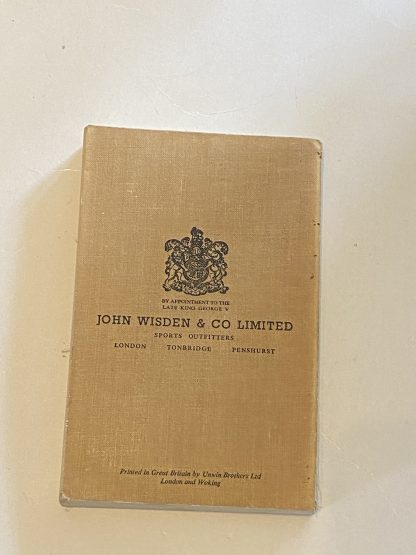 BY APPOINTMENT TO THE
LATE KING GEORGE V
JOHN WISDEN & CO LIMITED
SPORTS OUTFITTERS
LONDON TONBRIDGE PENSHURST
Printed in Great Britain by Unwin Brothers Ltd
London and Woking